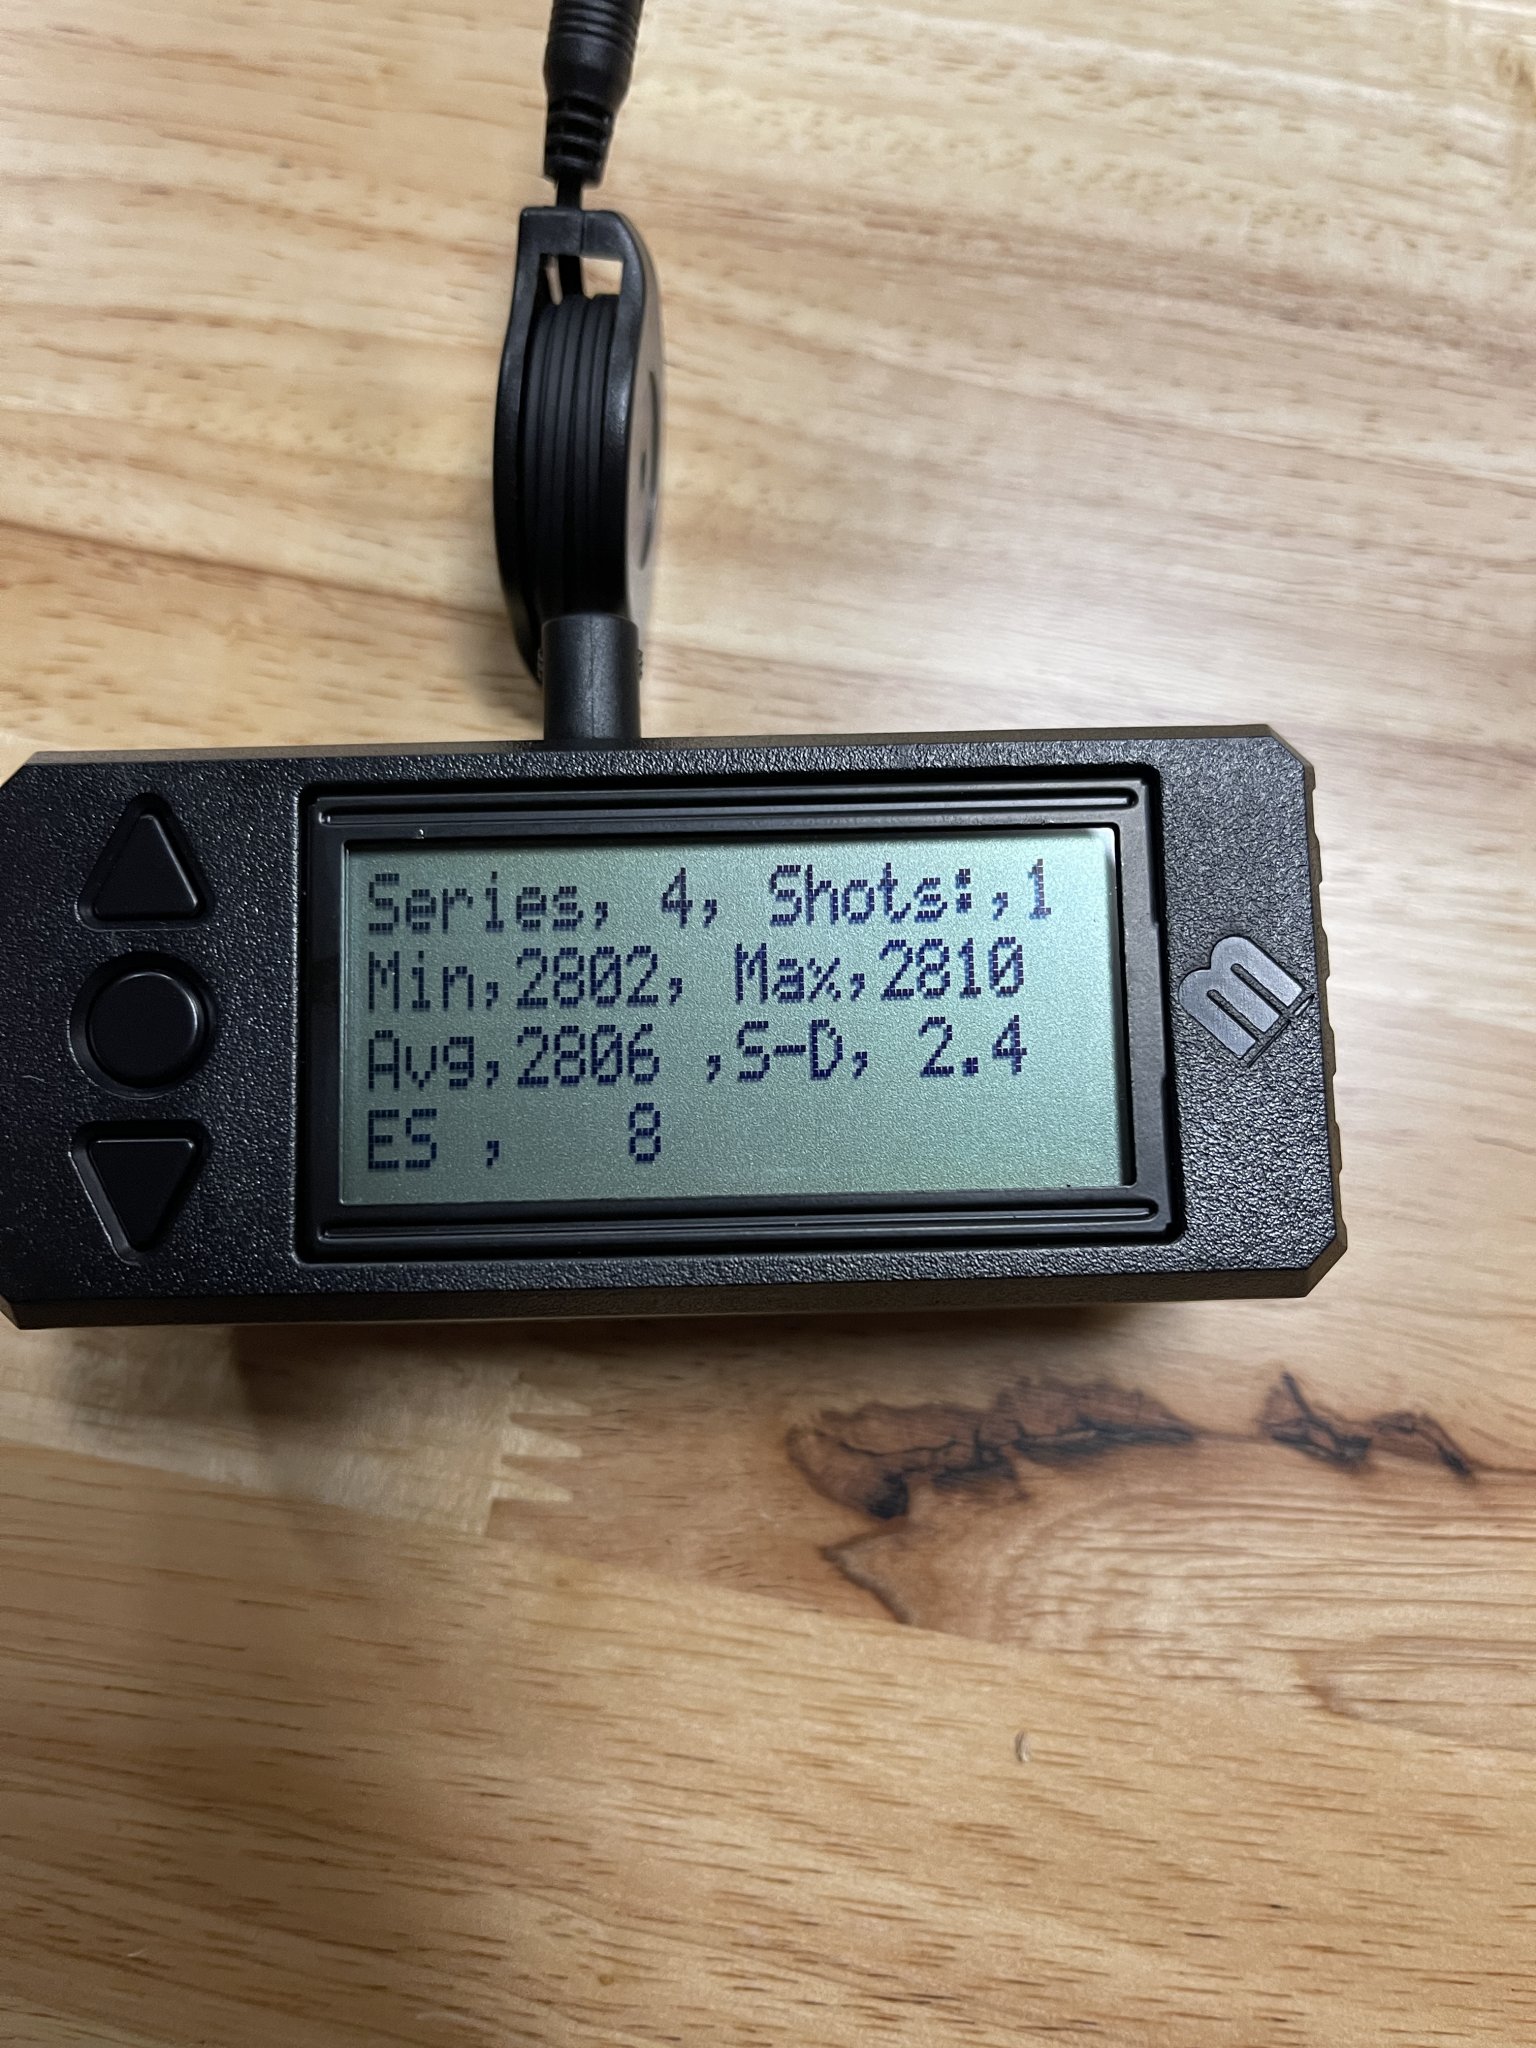 Series, 4, Shots:,1
Min,2802, Max,2810
Avg,2806 ,S-D, 2.4
ES , 8
m